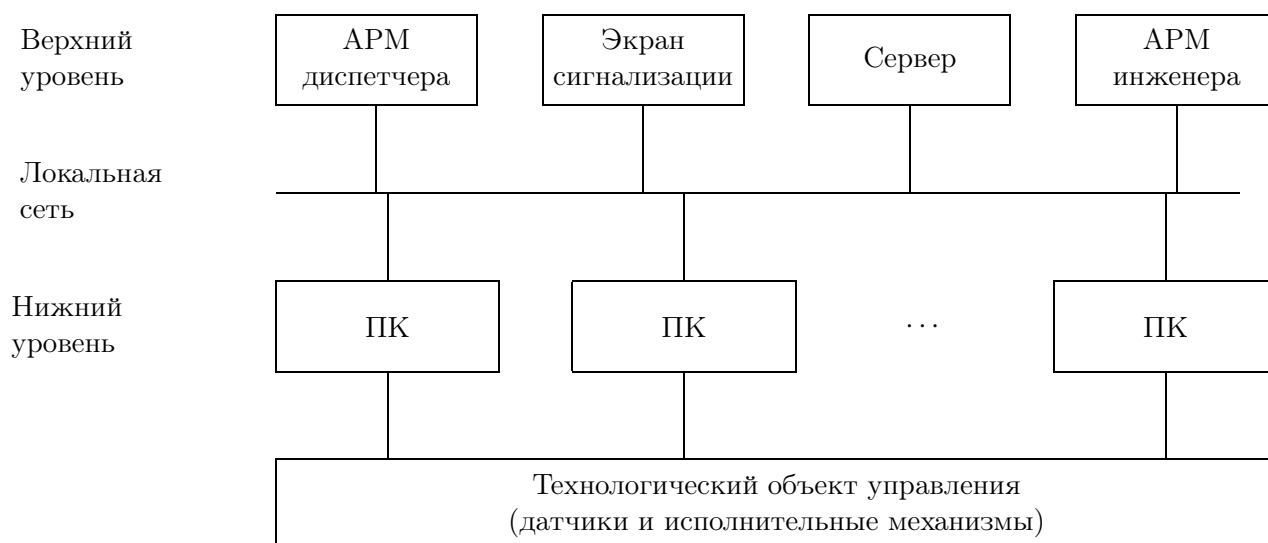 Верхний
уровень
АРМ
диспетчера
Экран
сигнализации
Сервер
АРМ
инженера
Локальная
сеть
Нижний
уровень
ПК
ПК
...
ПК
Технологический объект управления
(датчики и исполнительные механизмы)